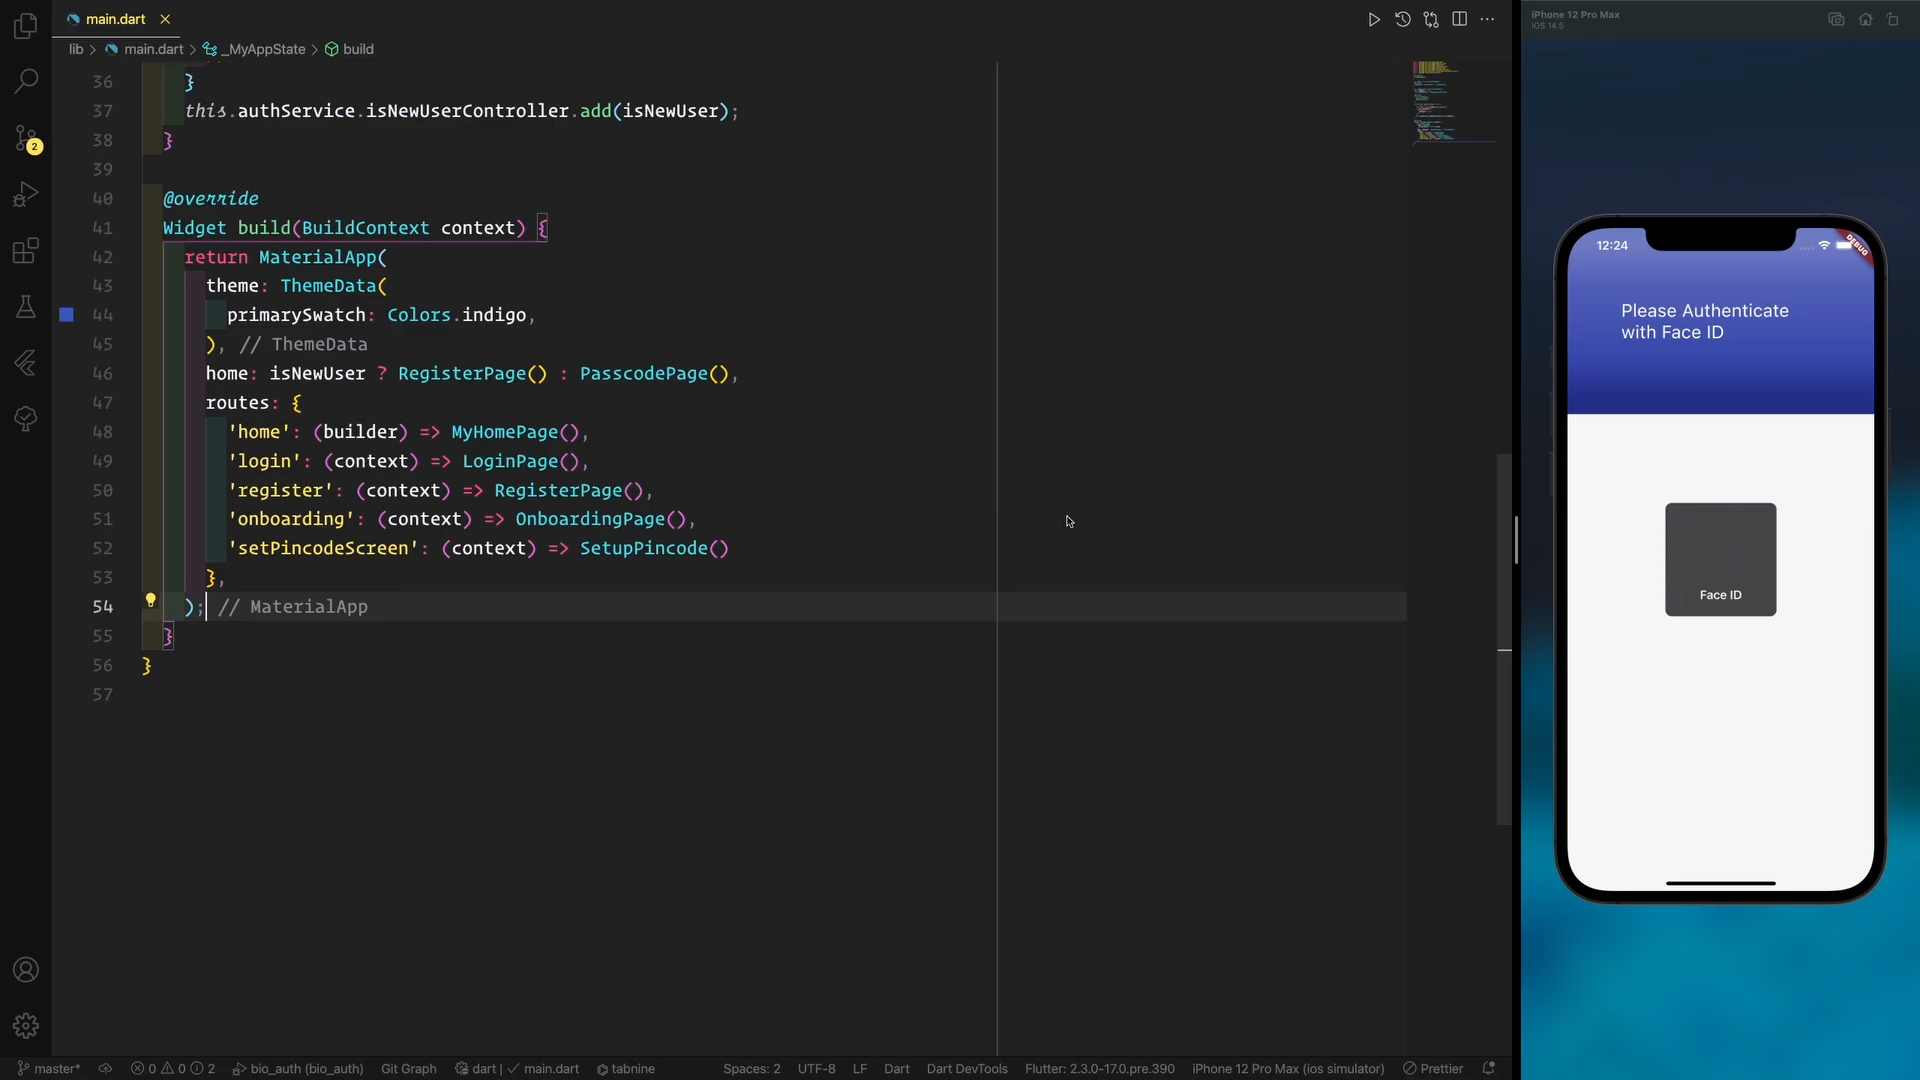 main.dart
lib > main.dart > _MyAppState > build
36 }
37 this.authService.isNewUserController.add(isNewUser);
38 }
39
40 @override
41 Widget build(BuildContext context) {
42 return MaterialApp(
43 theme: ThemeData(
44 primarySwatch: Colors.indigo,
45 ), // ThemeData
46 home: isNewUser ? RegisterPage() : PasscodePage(),
47 routes: {
48 'home': (builder) => MyHomePage(),
49 'login': (context) => LoginPage(),
50 'register': (context) => RegisterPage(),
51 'onboarding': (context) => OnboardingPage(),
52 'setPincodeScreen': (context) => SetupPincode()
53 },
54 ); // MaterialApp
55 }
56 }
57
2
master* 0 0 2 bio_auth (bio_auth) Git Graph dart | ✓ main.dart tabnine Spaces: 2 UTF-8 LF Dart Dart DevTools Flutter: 2.3.0-17.0.pre.390 iPhone 12 Pro Max (ios simulator) Prettier
iPhone 12 Pro Max
iOS 14.5
12:24
DEBUG
Please Authenticate
with Face ID
Face ID